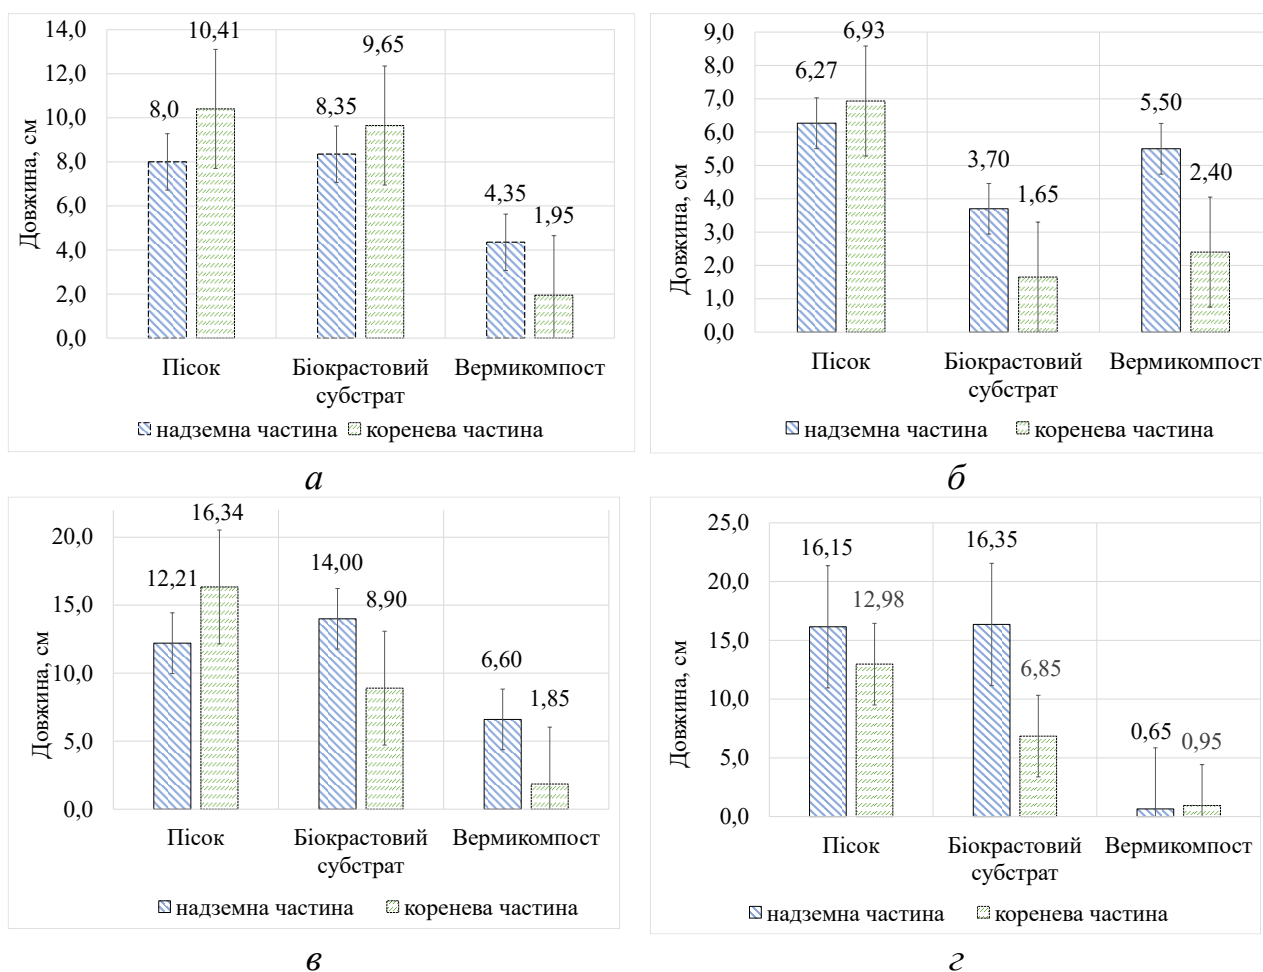 14,0
12,0
10,0
8,0
6,0
4,0
2,0
0,0
Довжина, см
8,0
10,41
8,35
9,65
4,35
1,95
Пісок
Біокрастовий
субстрат
Вермикомпост
надземна частина
коренева частина
а
9,0
8,0
7,0
6,0
5,0
4,0
3,0
2,0
1,0
0,0
Довжина, см
6,27
6,93
3,70
1,65
5,50
2,40
Пісок
Біокрастовий
субстрат
Вермикомпост
надземна частина
коренева частина
б
20,0
15,0
10,0
5,0
0,0
Довжина, см
12,21
16,34
14,00
8,90
6,60
1,85
Пісок
Біокрастовий
субстрат
Вермикомпост
надземна частина
коренева частина
в
25,0
20,0
15,0
10,0
5,0
0,0
Довжина, см
16,15
12,98
16,35
6,85
0,65
0,95
Пісок
Біокрастовий
субстрат
Вермикомпост
надземна частина
коренева частина
г